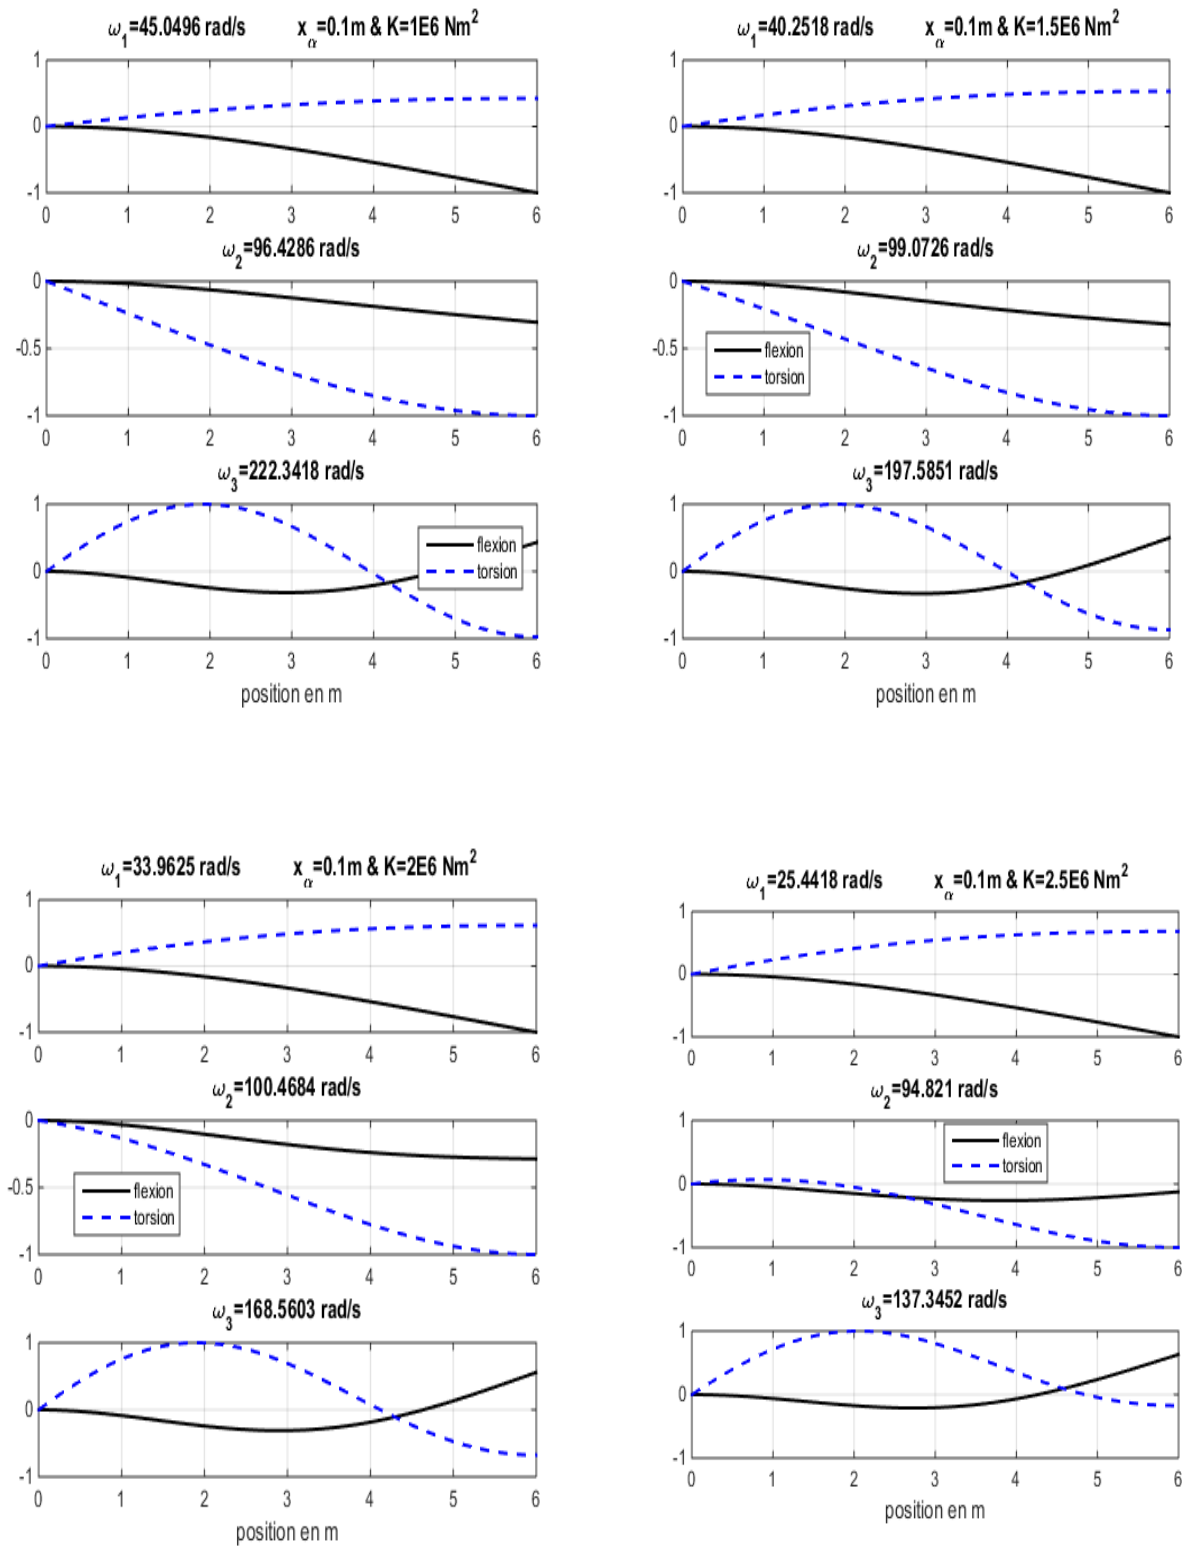 ω1=45.0496 rad/s xα=0.1m & K=1E6 Nm²
1
0
-1
0 1 2 3 4 5 6
ω2=96.4286 rad/s
0
-0.5
-1
0 1 2 3 4 5 6
ω3=222.3418 rad/s
1
0
-1
flexion
torsion
0 1 2 3 4 5 6
position en m
ω1=40.2518 rad/s xα=0.1m & K=1.5E6 Nm²
1
0
-1
0 1 2 3 4 5 6
ω2=99.0726 rad/s
0
-0.5
-1
flexion
torsion
0 1 2 3 4 5 6
ω3=197.5851 rad/s
1
0
-1
0 1 2 3 4 5 6
position en m
ω1=33.9625 rad/s xα=0.1m & K=2E6 Nm²
1
0
-1
0 1 2 3 4 5 6
ω2=100.4684 rad/s
0
-0.5
-1
flexion
torsion
0 1 2 3 4 5 6
ω3=168.5603 rad/s
1
0
-1
0 1 2 3 4 5 6
position en m
ω1=25.4418 rad/s xα=0.1m & K=2.5E6 Nm²
1
0
-1
0 1 2 3 4 5 6
ω2=94.821 rad/s
1
0
-1
flexion
torsion
0 1 2 3 4 5 6
ω3=137.3452 rad/s
1
0
-1
0 1 2 3 4 5 6
position en m